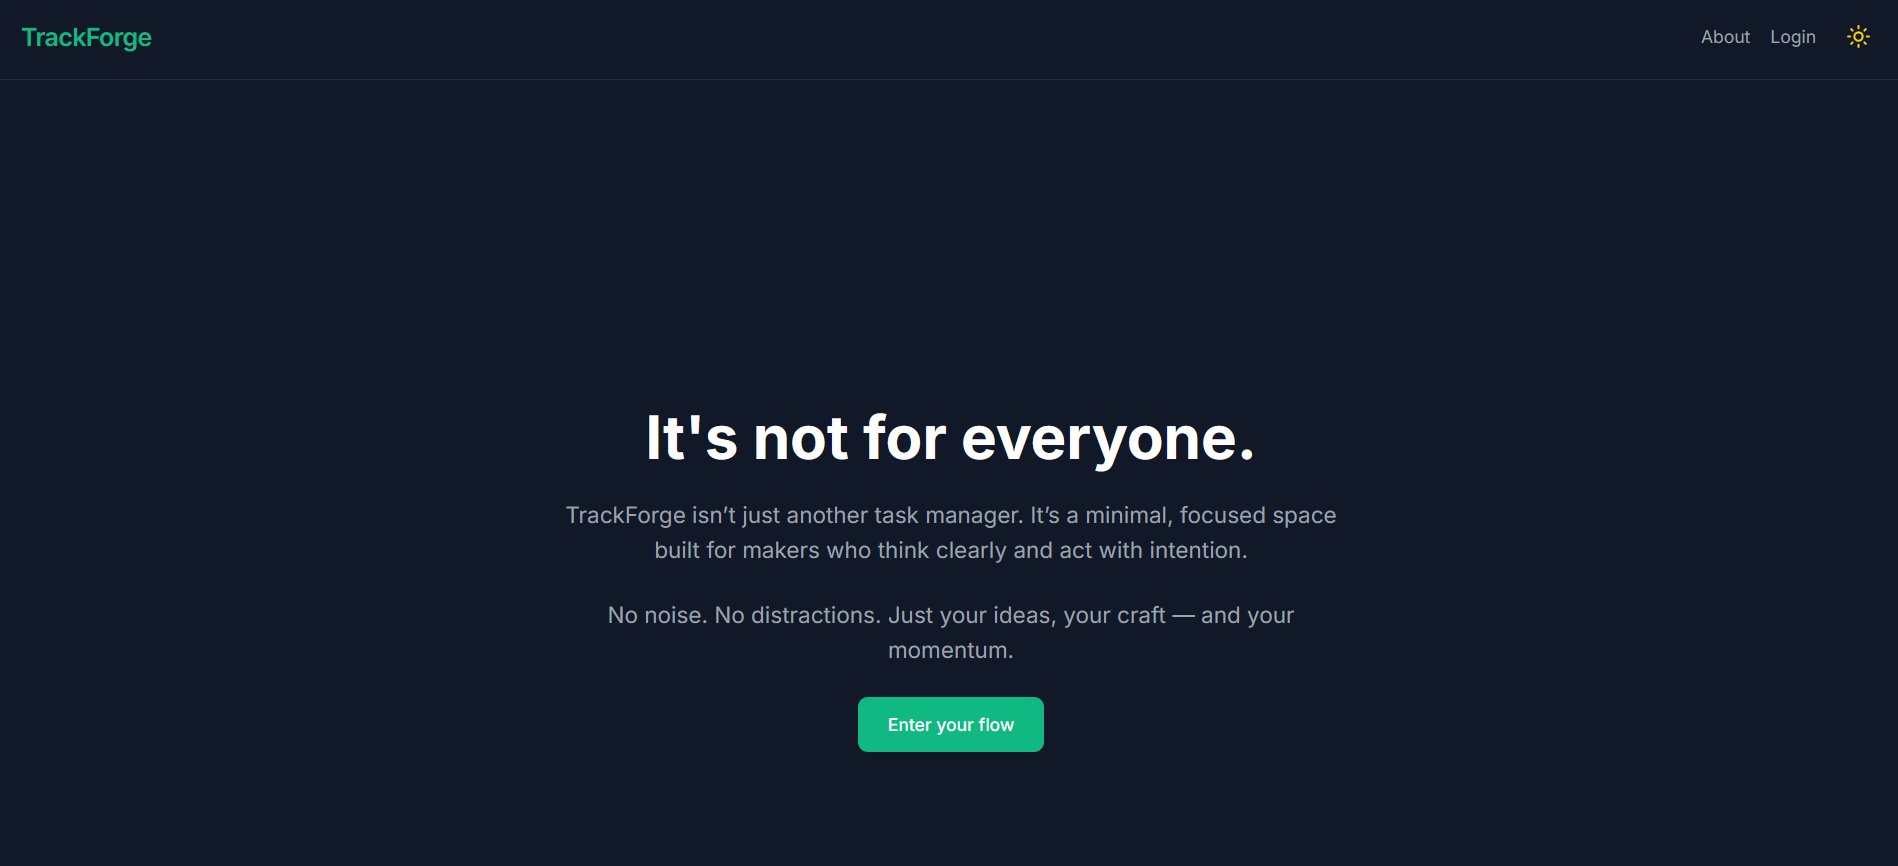 TrackForge
About Login
It's not for everyone.
TrackForge isn’t just another task manager. It’s a minimal, focused space
built for makers who think clearly and act with intention.
No noise. No distractions. Just your ideas, your craft — and your
momentum.
Enter your flow